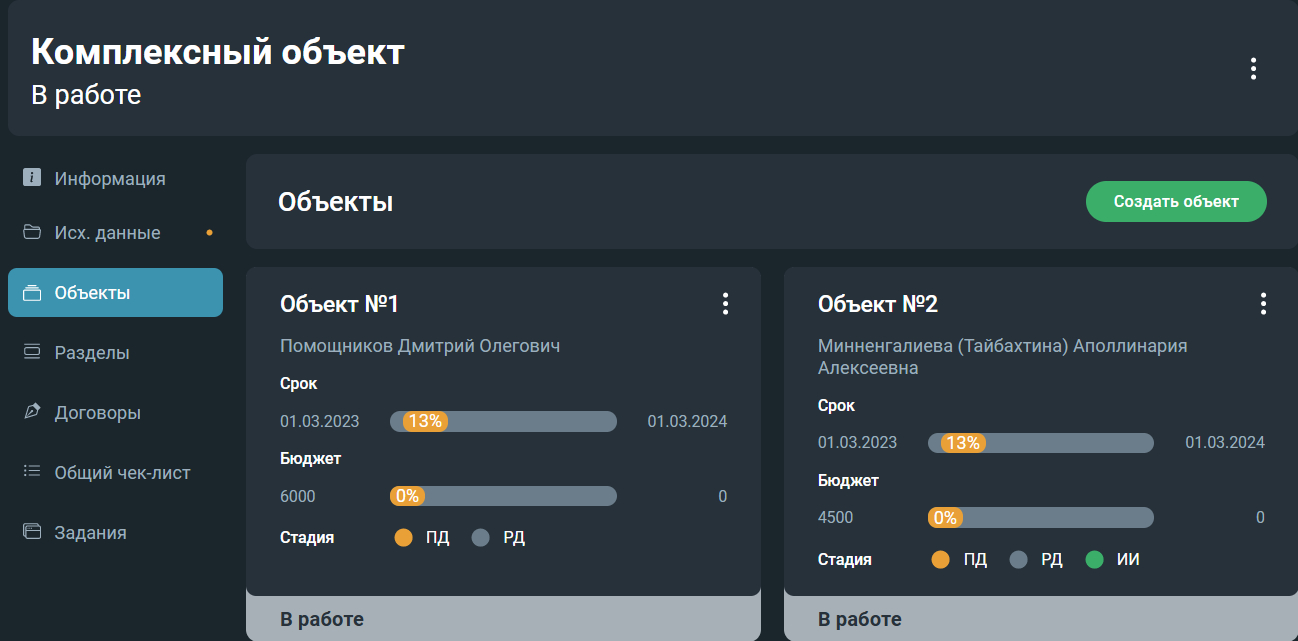 Комплексный объект
В работе
Информация
Исх. данные
Объекты
Разделы
Договоры
Общий чек-лист
Задания
Объекты
Создать объект
Объект №1
Помощников Дмитрий Олегович
Срок
01.03.2023 13% 01.03.2024
Бюджет
6000 0% 0
Стадия ПД РД
В работе
Объект №2
Минненгалиева (Тайбахтина) Аполлинария
Алексеевна
Срок
01.03.2023 13% 01.03.2024
Бюджет
4500 0% 0
Стадия ПД РД ИИ
В работе